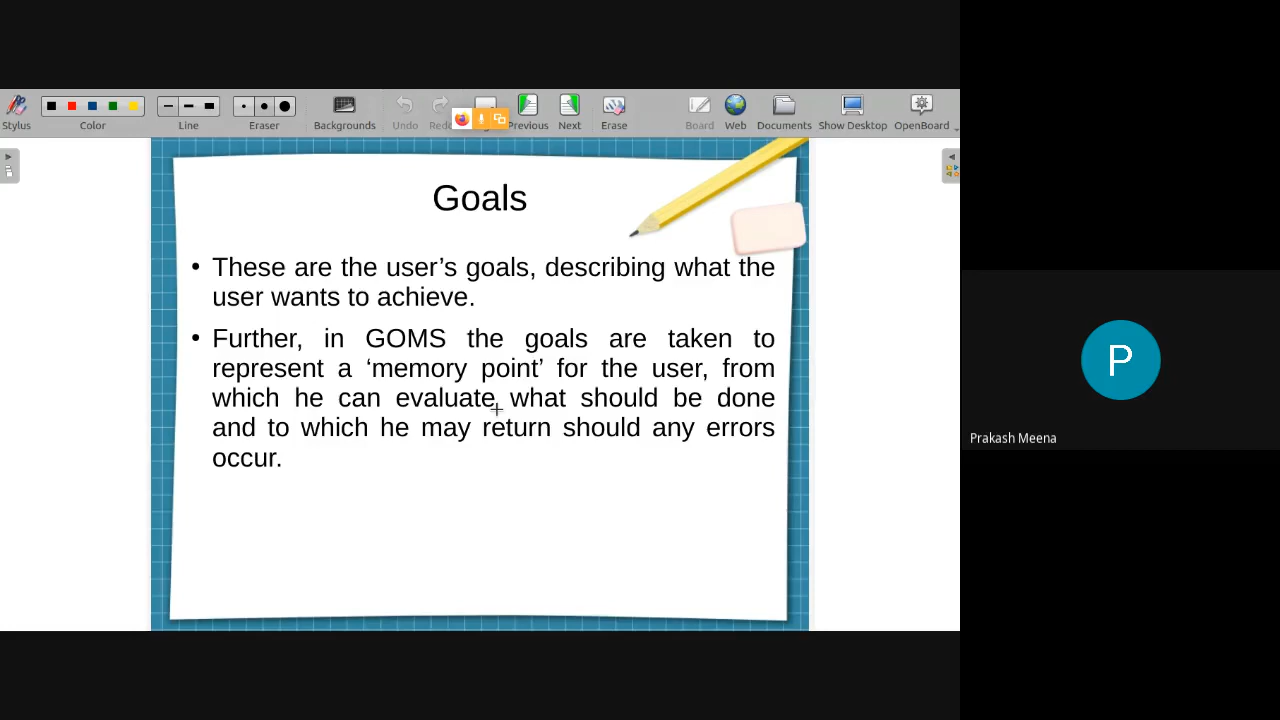 Stylus Color Line Eraser Backgrounds Undo Previous Next Erase Board Web Documents Show Desktop OpenBoard
Goals
• These are the user’s goals, describing what the
user wants to achieve.
• Further, in GOMS the goals are taken to
represent a ‘memory point’ for the user, from
which he can evaluate what should be done
and to which he may return should any errors
occur.
P
Prakash Meena